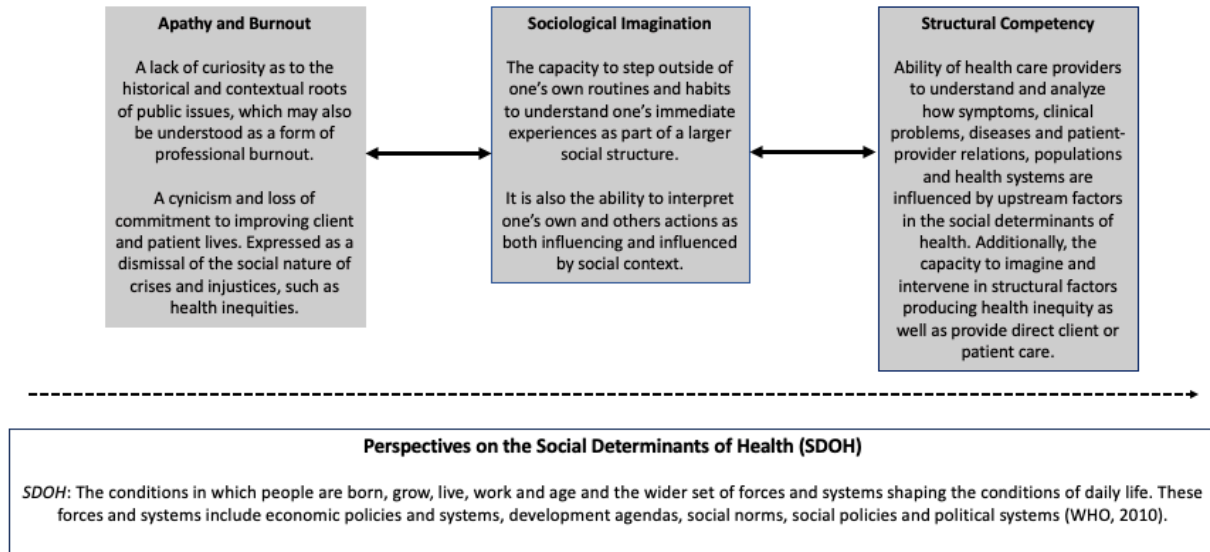 Apathy and Burnout
A lack of curiosity as to the
historical and contextual roots
of public issues, which may also
be understood as a form of
professional burnout.
A cynicism and loss of
commitment to improving client
and patient lives. Expressed as a
dismissal of the social nature of
crises and injustices, such as
health inequities.
Sociological Imagination
The capacity to step outside of
one's own routines and habits
to understand one's immediate
experiences as part of a larger
social structure.
It is also the ability to interpret
one's own and others actions as
both influencing and influenced
by social context.
Structural Competency
Ability of health care providers
to understand and analyze
how symptoms, clinical
problems, diseases and patient-
provider relations, populations
and health systems are
influenced by upstream factors
in the social determinants of
health. Additionally, the
capacity to imagine and
intervene in structural factors
producing health inequity as
well as provide direct client or
patient care.
Perspectives on the Social Determinants of Health (SDOH)
SDOH: The conditions in which people are born, grow, live, work and age and the wider set of forces and systems shaping the conditions of daily life. These
forces and systems include economic policies and systems, development agendas, social norms, social policies and political systems (WHO, 2010).